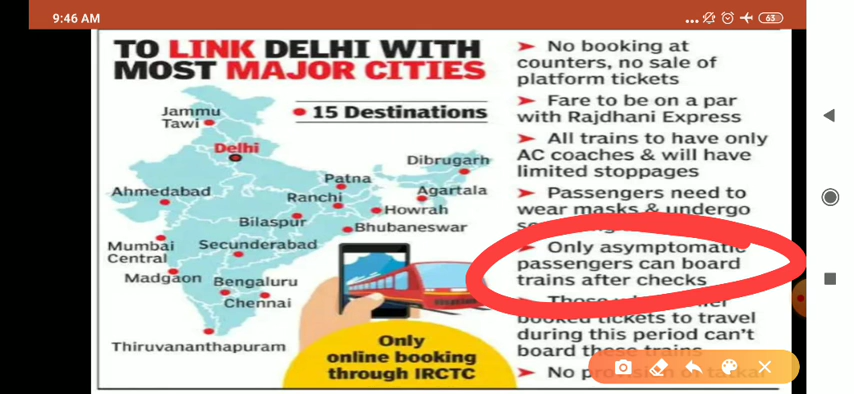 9:46 AM
63
TO LINK DELHI WITH
MOST MAJOR CITIES
15 Destinations
Jammu
Tawi
Delhi
Dibrugarh
Patna
Ahmedabad
Ranchi
Agartala
Howrah
Bilaspur
Bhubaneswar
Mumbai
Central
Secunderabad
Madgaon
Bengaluru
Chennai
Thiruvananthapuram
Only
online booking
through IRCTC
No booking at
counters, no sale of
platform tickets
Fare to be on a par
with Rajdhani Express
All trains to have only
AC coaches & will have
limited stoppages
Passengers need to
wear masks & undergo
Only asymptomatic
passengers can board
trains after checks
booked tickets to travel
during this period can't
board these trains
No provision of tatkal